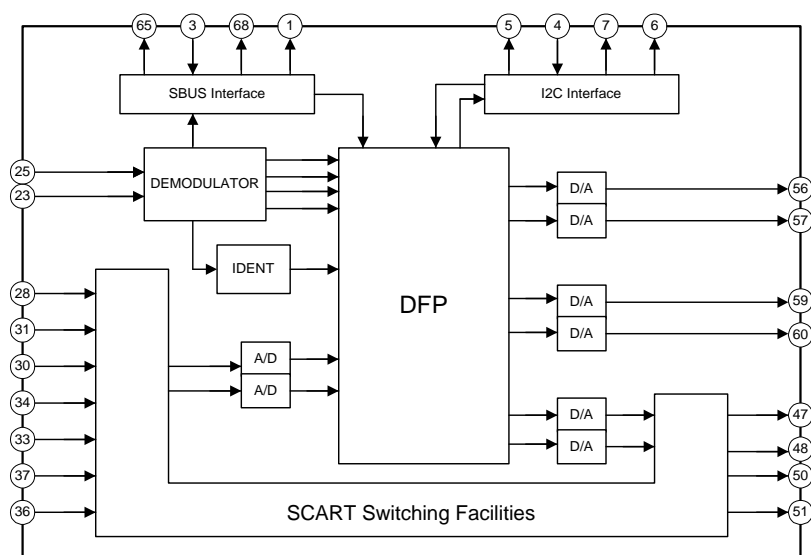 65 3 68 1 5 4 7 6
SBUS Interface
I2C Interface
25
23
DEMODULATOR
IDENT
DFP
D/A
D/A
56
57
28
31
30
34
33
37
36
A/D
A/D
D/A
D/A
59
60
D/A
D/A
47
48
50
51
SCART Switching Facilities